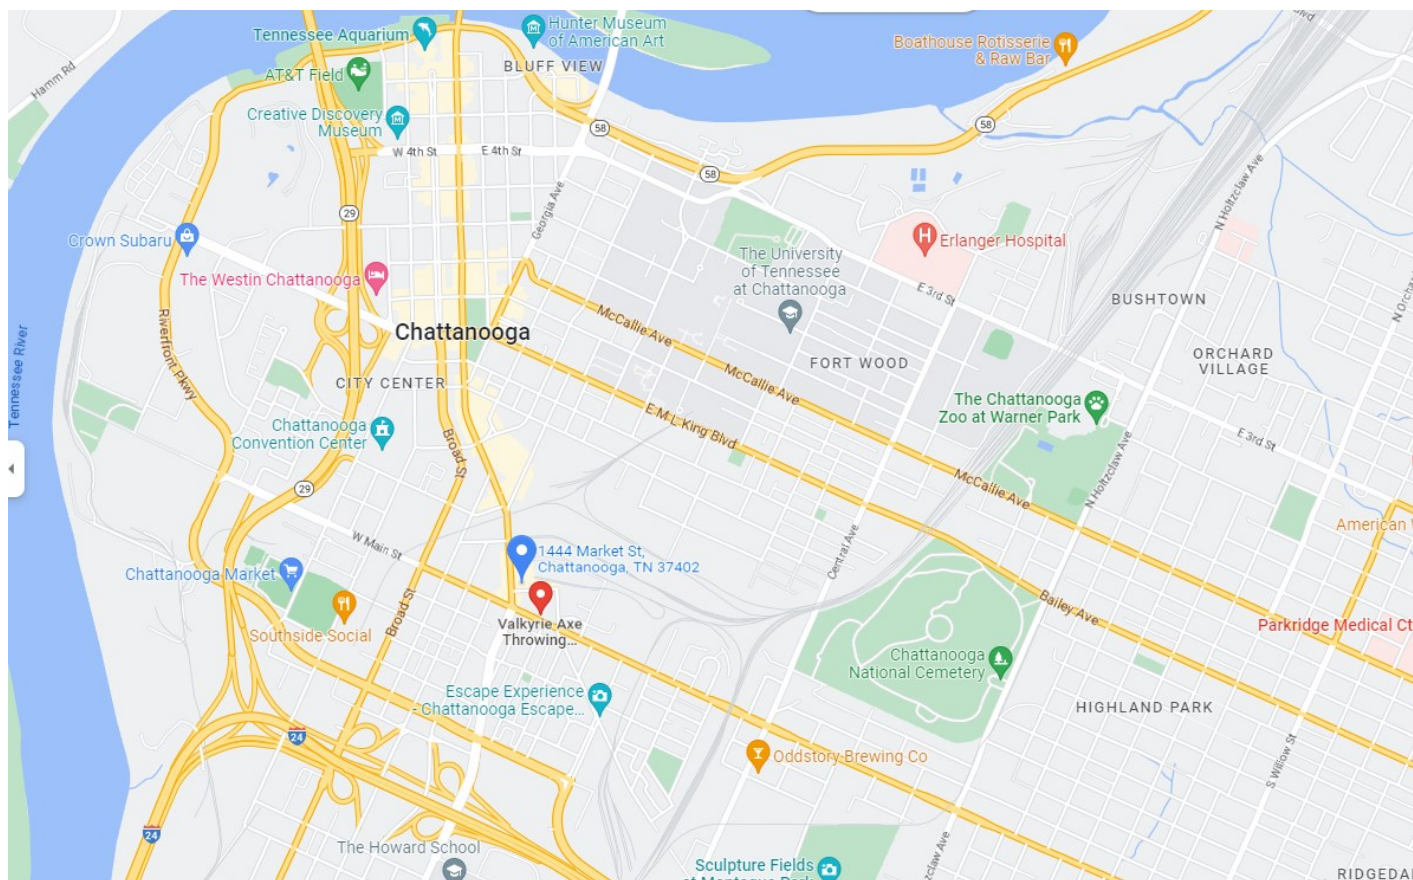 Hamm Rd
Tennessee Aquarium
Hunter Museum
of American Art
BLUFF VIEW
Boathouse Rotisserie
& Raw Bar
AT&T Field
Creative Discovery
Museum
58
58
58
W 4th St
E 4th St
N Holtzclaw Ave
Georgia Ave
29
Crown Subaru
The Westin Chattanooga
The University
of Tennessee
at Chattanooga
Erlanger Hospital
E 3rd St
BUSHTOWN
Riverfront Pkwy
Tennessee River
Chattanooga
McCallie Ave
McCallie Ave
FORT WOOD
ORCHARD
VILLAGE
CITY CENTER
E M L King Blvd
The Chattanooga
Zoo at Warner Park
E 3rd St
Chattanooga
Convention Center
Broad St
N Holtzclaw Ave
McCallie Ave
29
American
W Main St
1444 Market St,
Chattanooga, TN 37402
Central Ave
Chattanooga Market
Valkyrie Axe
Throwing...
Southside Social
Broad St
Bailey Ave
Parkridge Medical Ct
Chattanooga
National Cemetery
Escape Experience
- Chattanooga Escape...
HIGHLAND PARK
24
Oddstory Brewing Co
S Willow St
24
The Howard School
Sculpture Fields
RIDGEDA